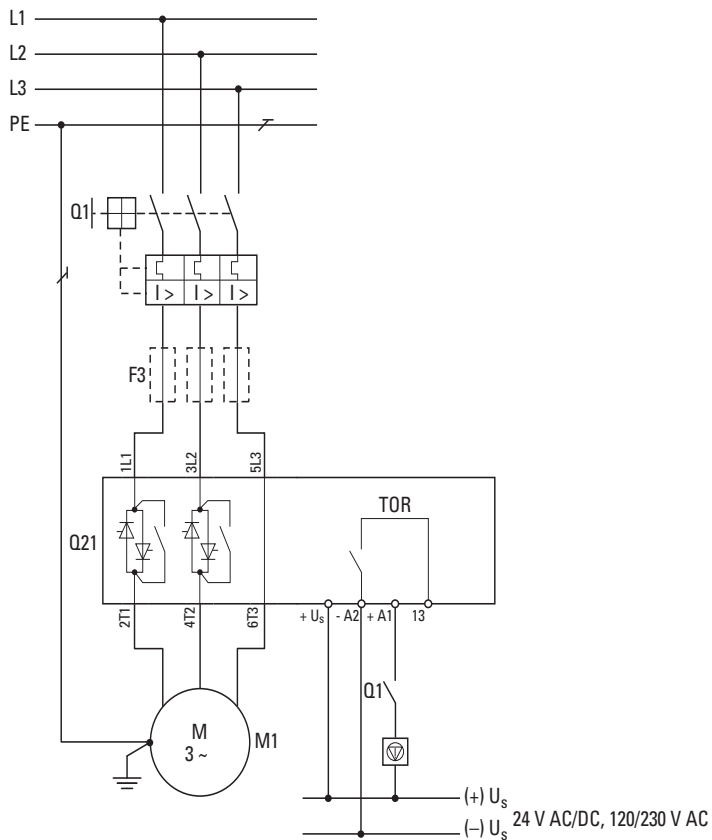 L1
L2
L3
PE
Q1
I > I > I >
F3
1L1 3L2 5L3
TOR
Q21
2T1 4T2 6T3
+ Us - A2 + A1 13
Q1
M
3 ~
M1
(+) Us
(–) Us 24 V AC/DC, 120/230 V AC